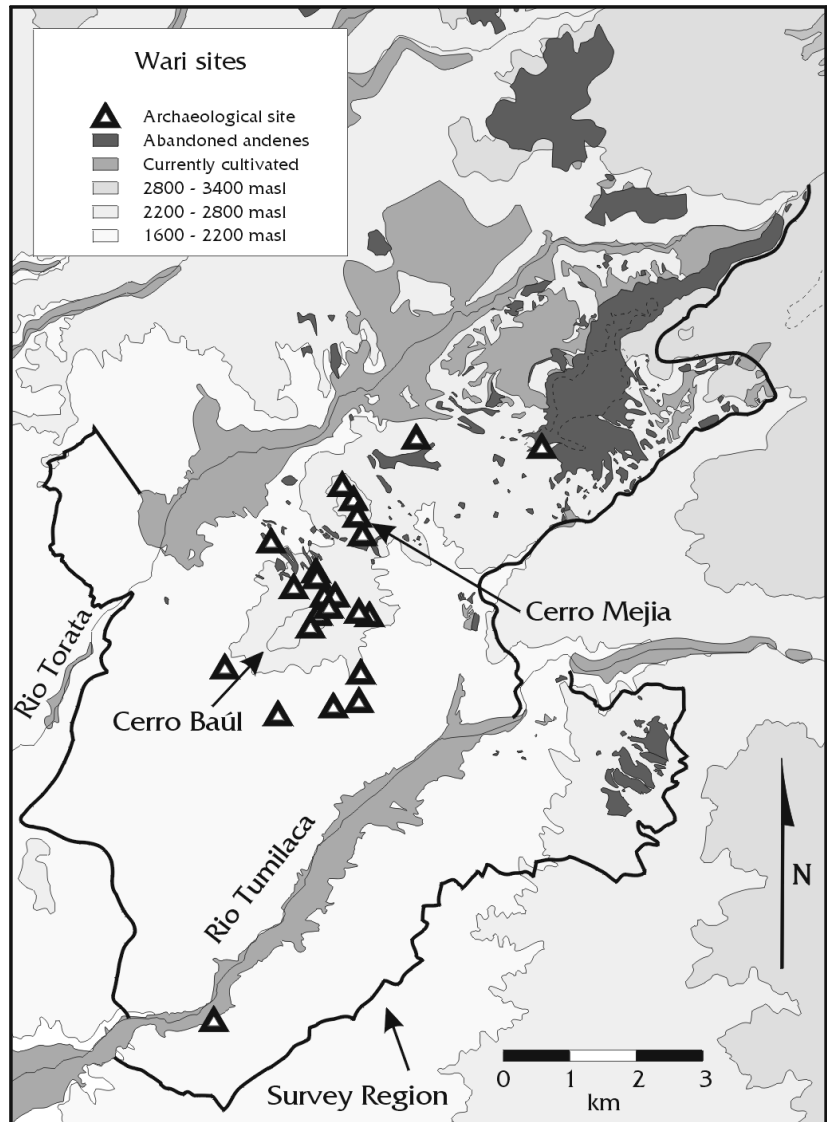 Wari sites
Archaeological site
Abandoned andenes
Currently cultivated
2800 - 3400 masl
2200 - 2800 masl
1600 - 2200 masl
Cerro Mejia
Rio Torata
Cerro Baúl
Rio Tumilaca
N
Survey Region
0 1 2 3
km